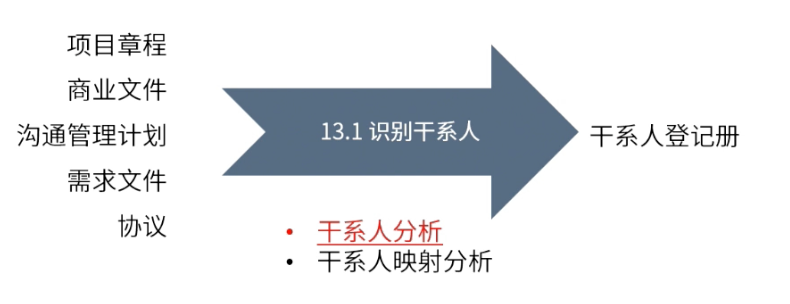 项目章程
商业文件
沟通管理计划
需求文件
协议
13.1 识别干系人
干系人登记册
• 干系人分析
• 干系人映射分析